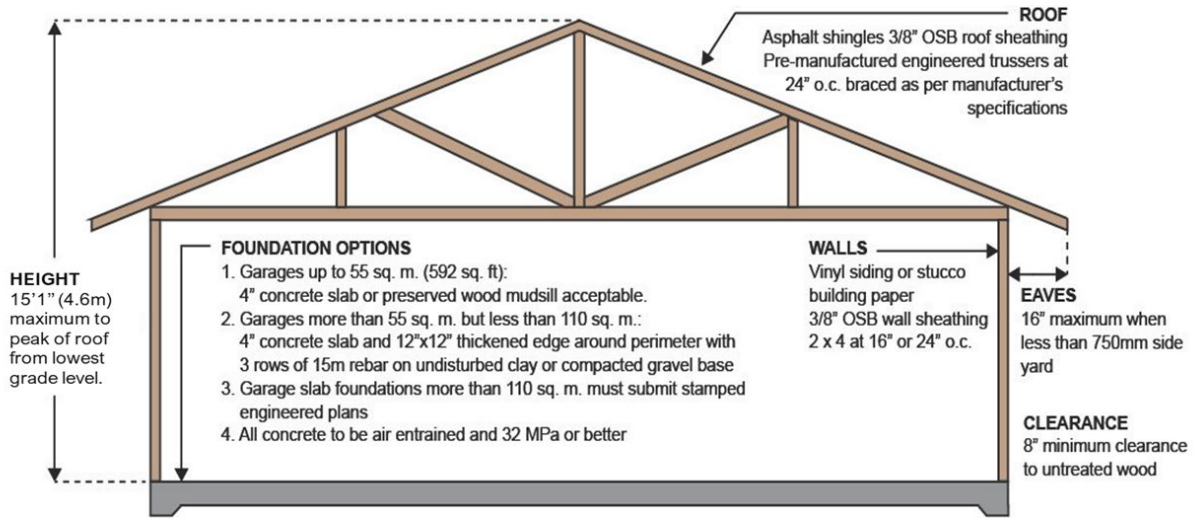 ROOF
Asphalt shingles 3/8" OSB roof sheathing
Pre-manufactured engineered trussers at
24" o.c. braced as per manufacturer's
specifications
HEIGHT
15'1" (4.6m)
maximum to
peak of roof
from lowest
grade level.
FOUNDATION OPTIONS
1. Garages up to 55 sq. m. (592 sq. ft):
4" concrete slab or preserved wood mudsill acceptable.
2. Garages more than 55 sq. m. but less than 110 sq. m.:
4" concrete slab and 12"x12" thickened edge around perimeter with
3 rows of 15m rebar on undisturbed clay or compacted gravel base
3. Garage slab foundations more than 110 sq. m. must submit stamped
engineered plans
4. All concrete to be air entrained and 32 MPa or better
WALLS
Vinyl siding or stucco
building paper
3/8" OSB wall sheathing
2 x 4 at 16" or 24" o.c.
EAVES
16" maximum when
less than 750mm side
yard
CLEARANCE
8" minimum clearance
to untreated wood